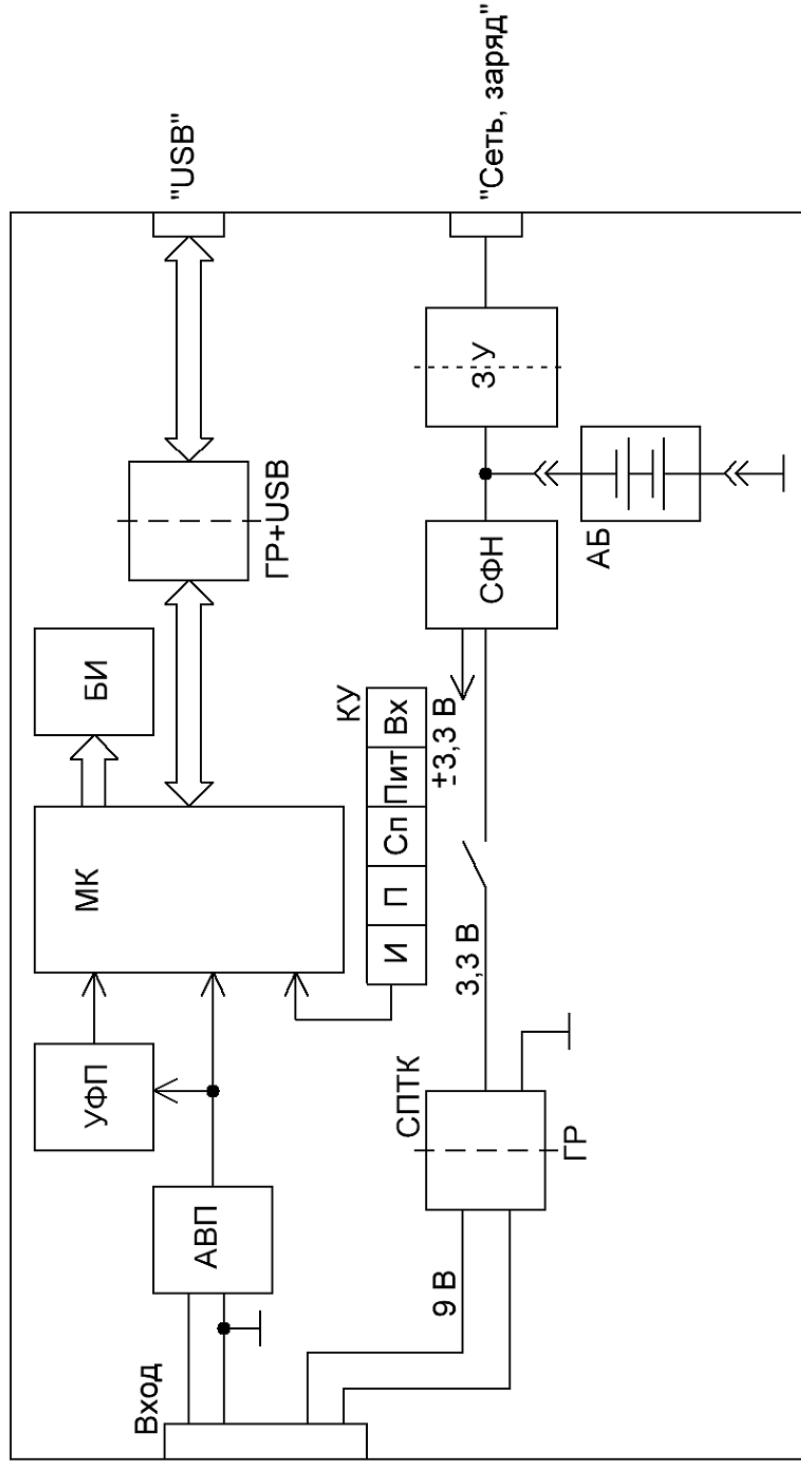 Вход
АВП
УФП
МК
БИ
ГР+USB
"USB"
КУ
И
П
Сп
Пит
Вх
±3,3 В
3,3 В
СПТК
ГР
9 В
СФН
З У
"Сеть, заряд"
АБ